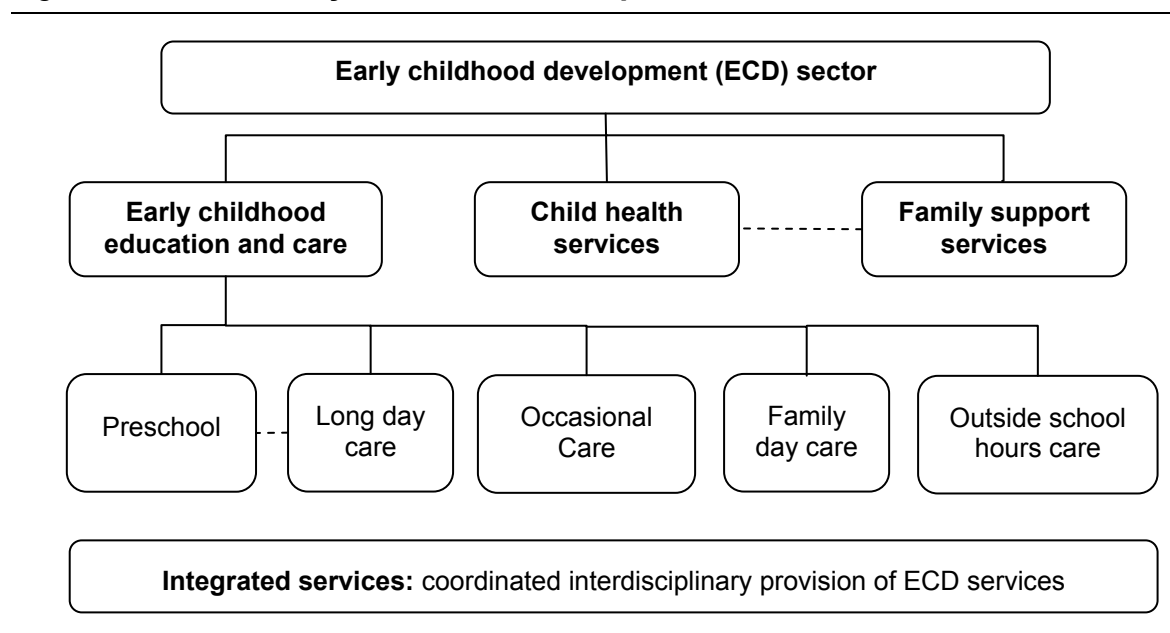 Early childhood development (ECD) sector
Early childhood
education and care
Child health
services
Family support
services
Preschool
Long day
care
Occasional
Care
Family
day care
Outside school
hours care
Integrated services: coordinated interdisciplinary provision of ECD services